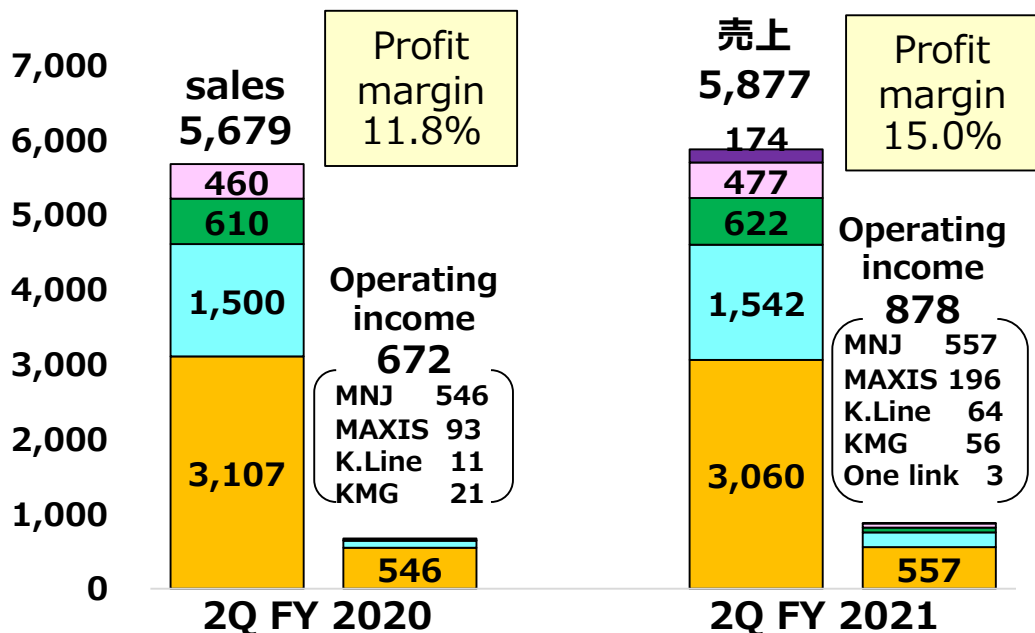 7,000
6,000
5,000
4,000
3,000
2,000
1,000
0
sales
5,679
460
610
1,500
3,107
Profit
margin
11.8%
Operating
income
672
MNJ 546
MAXIS 93
K.Line 11
KMG 21
546
2Q FY 2020
売上
5,877
174
477
622
1,542
3,060
Profit
margin
15.0%
Operating
income
878
MNJ 557
MAXIS 196
K.Line 64
KMG 56
One link 3
557
2Q FY 2021